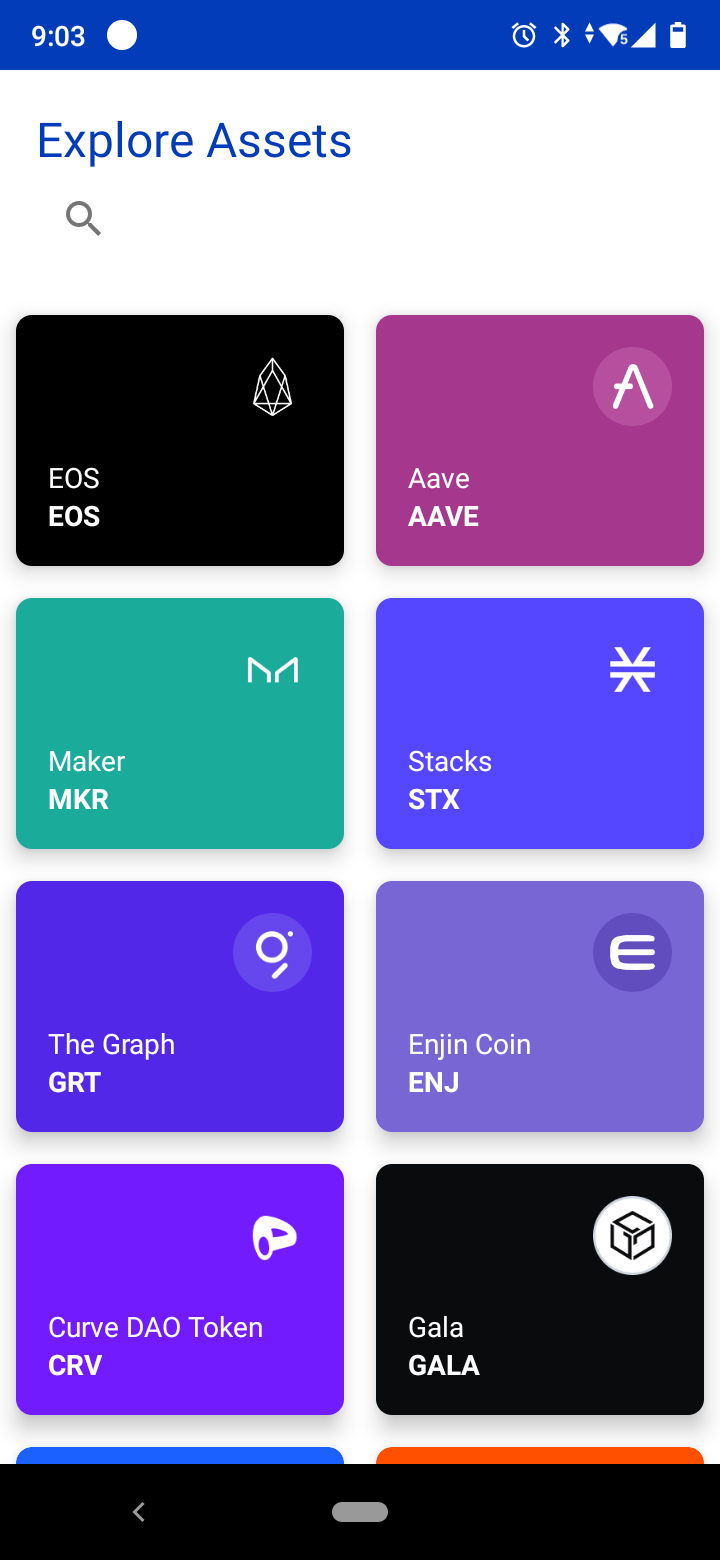 9:03
5
Explore Assets
EOS
EOS
Aave
AAVE
Maker
MKR
Stacks
STX
The Graph
GRT
Enjin Coin
ENJ
Curve DAO Token
CRV
Gala
GALA